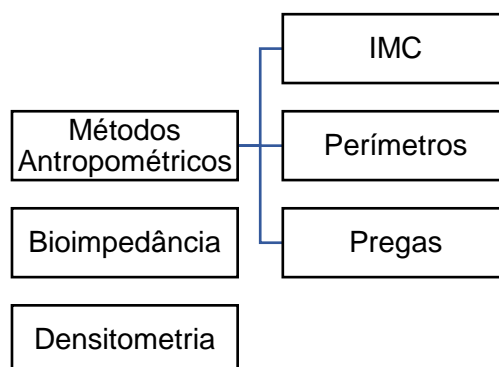 Métodos
Antropométricos
Bioimpedância
Densitometria
IMC
Perímetros
Pregas